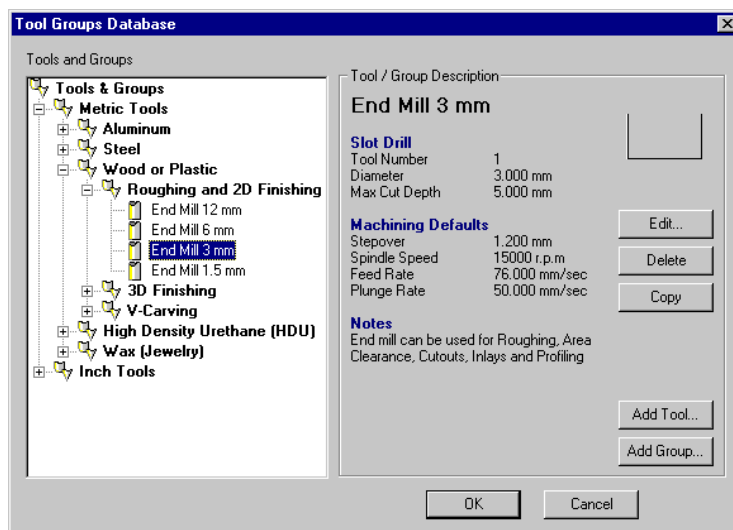 Tool Groups Database
Tools and Groups
Tools & Groups
Metric Tools
Aluminum
Steel
Wood or Plastic
Roughing and 2D Finishing
End Mill 12 mm
End Mill 6 mm
End Mill 3 mm
End Mill 1.5 mm
3D Finishing
V-Carving
High Density Urethane (HDU)
Wax (Jewelry)
Inch Tools
Tool / Group Description
End Mill 3 mm
Slot Drill
Tool Number 1
Diameter 3.000 mm
Max Cut Depth 5.000 mm
Machining Defaults
Stepover 1.200 mm
Spindle Speed 15000 r.p.m
Feed Rate 76.000 mm/sec
Plunge Rate 50.000 mm/sec
Notes
End mill can be used for Roughing, Area
Clearance, Cutouts, Inlays and Profiling
Edit...
Delete
Copy
Add Tool...
Add Group...
OK Cancel